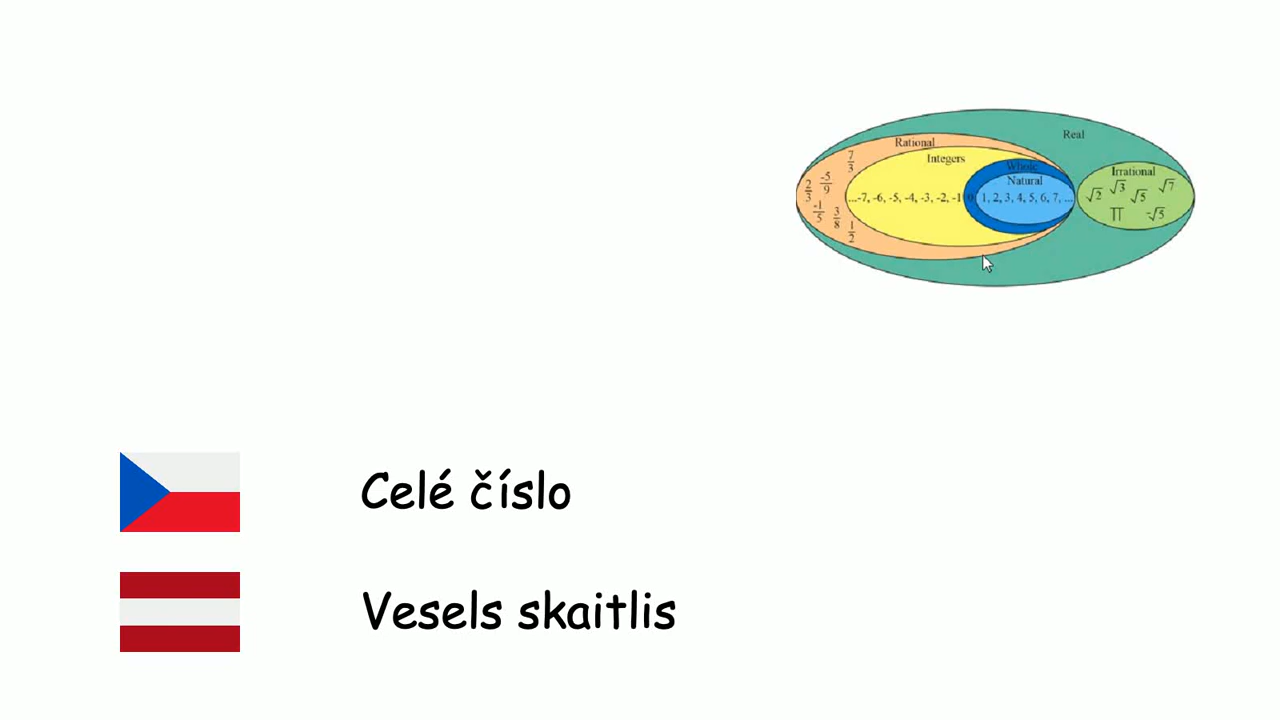 Real
Rational
Integers
Whole
Natural
Irrational
7/3
-5/9
2/3
-1/5
3/8
1/2
...-7, -6, -5, -4, -3, -2, -1
0
1, 2, 3, 4, 5, 6, 7, ...
√2
√3
√5
√7
π
-√5
Celé číslo
Vesels skaitlis